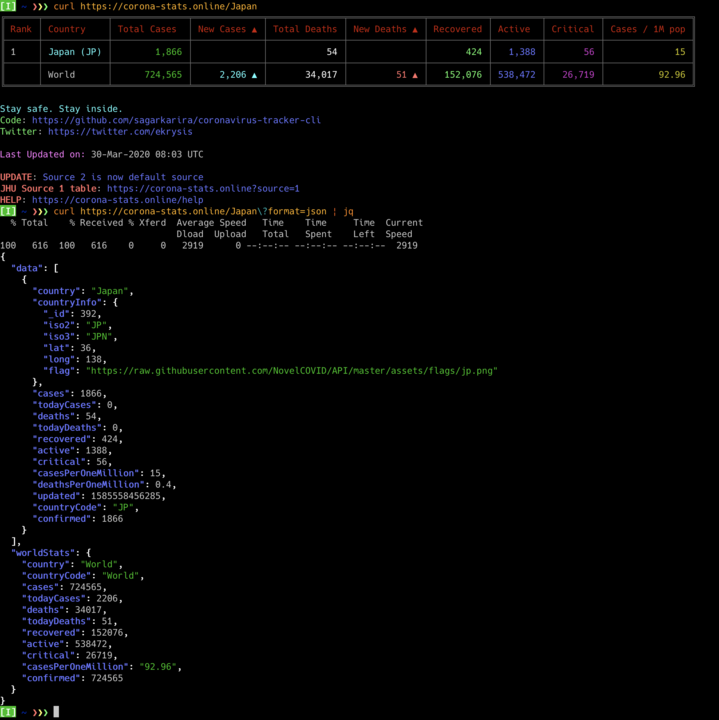 [I] ~ ❯❯❯ curl https://corona-stats.online/Japan
Rank Country Total Cases New Cases ▲ Total Deaths New Deaths ▲ Recovered Active Critical Cases / 1M pop
1 Japan (JP) 1,866 54 424 1,388 56 15
World 724,565 2,206 ▲ 34,017 51 ▲ 152,076 538,472 26,719 92.96
Stay safe. Stay inside.
Code: https://github.com/sagarkarira/coronavirus-tracker-cli
Twitter: https://twitter.com/ekrysis
Last Updated on: 30-Mar-2020 08:03 UTC
UPDATE: Source 2 is now default source
JHU Source 1 table: https://corona-stats.online?source=1
HELP: https://corona-stats.online/help
[I] ~ ❯❯❯ curl https://corona-stats.online/Japan\?format=json | jq
% Total % Received % Xferd Average Speed Time Time Time Current
Dload Upload Total Spent Left Speed
100 616 100 616 0 0 2919 0 --:--:-- --:--:-- --:--:-- 2919
{
"data": [
{
"country": "Japan",
"countryInfo": {
"_id": 392,
"iso2": "JP",
"iso3": "JPN",
"lat": 36,
"long": 138,
"flag": "https://raw.githubusercontent.com/NovelCOVID/API/master/assets/flags/jp.png"
},
"cases": 1866,
"todayCases": 0,
"deaths": 54,
"todayDeaths": 0,
"recovered": 424,
"active": 1388,
"critical": 56,
"casesPerOneMillion": 15,
"deathsPerOneMillion": 0.4,
"updated": 1585558456285,
"countryCode": "JP",
"confirmed": 1866
}
],
"worldStats": {
"country": "World",
"countryCode": "World",
"cases": 724565,
"todayCases": 2206,
"deaths": 34017,
"todayDeaths": 51,
"recovered": 152076,
"active": 538472,
"critical": 26719,
"casesPerOneMillion": "92.96",
"confirmed": 724565
}
}
[I] ~ ❯❯❯